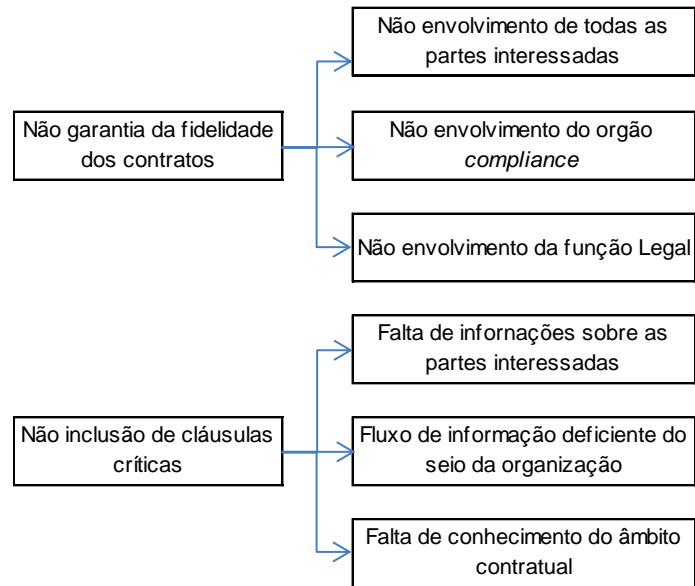 Não envolvimento de todas as
partes interessadas
Não garantia da fidelidade
dos contratos
Não envolvimento do orgão
compliance
Não envolvimento da função Legal
Falta de infornações sobre as
partes interessadas
Não inclusão de cláusulas
críticas
Fluxo de informação deficiente do
seio da organização
Falta de conhecimento do âmbito
contratual